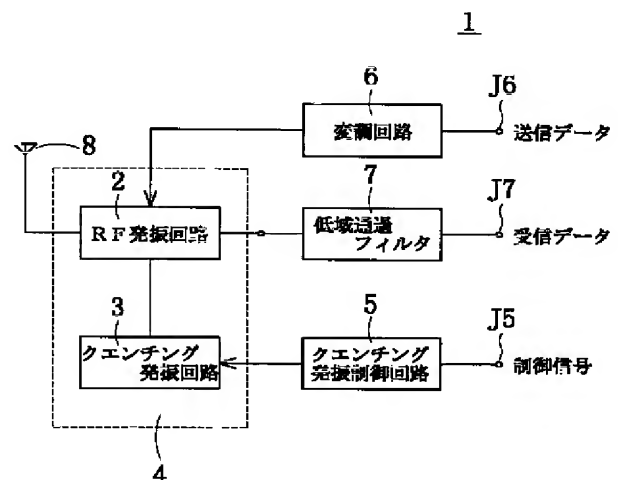 1
6
J6
変調回路
送信データ
8
2
7
J7
RF発振回路
低域通過
フィルタ
受信データ
3
5
J5
クエンチング
発振回路
クエンチング
発振制御回路
制御信号
4